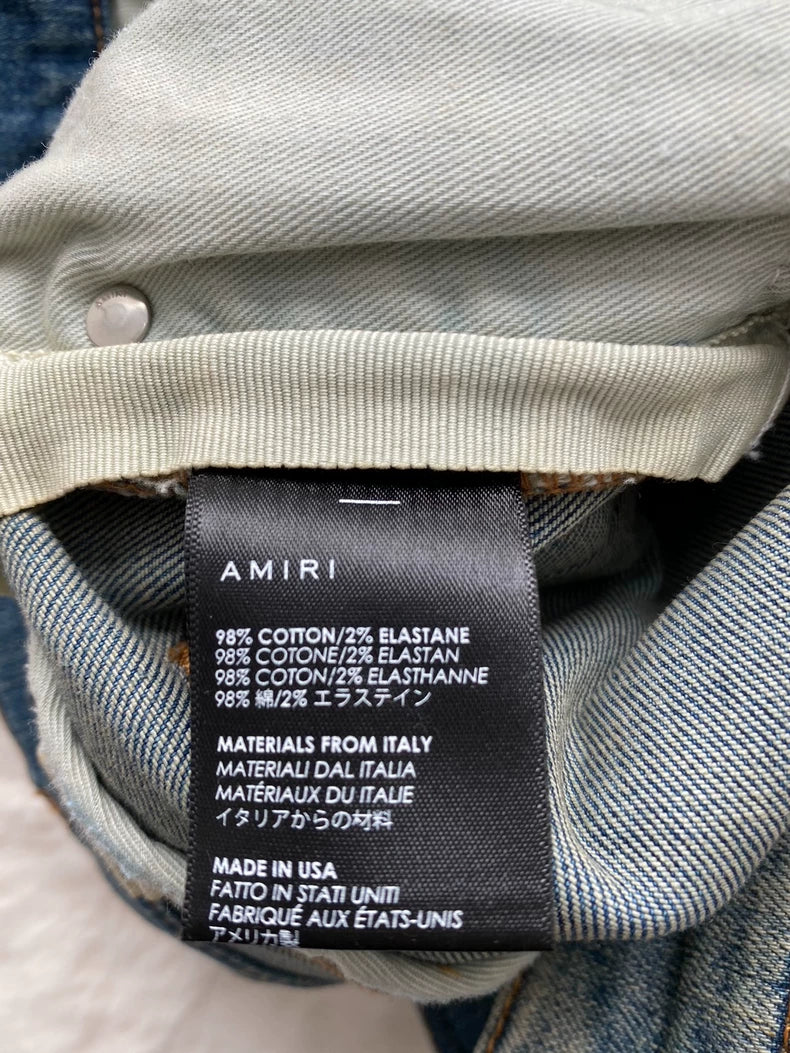 AMIRI
98% COTTON/2% ELASTANE
98% COTONE/2% ELASTAN
98% COTON/2% ELASTHANNE
98% 綿/2% エラステイン
MATERIALS FROM ITALY
MATERIALI DAL ITALIA
MATÉRIAUX DU ITALIE
イタリアからの材料
MADE IN USA
FATTO IN STATI UNITI
FABRIQUÉ AUX ÉTATS-UNIS
アメリカ製